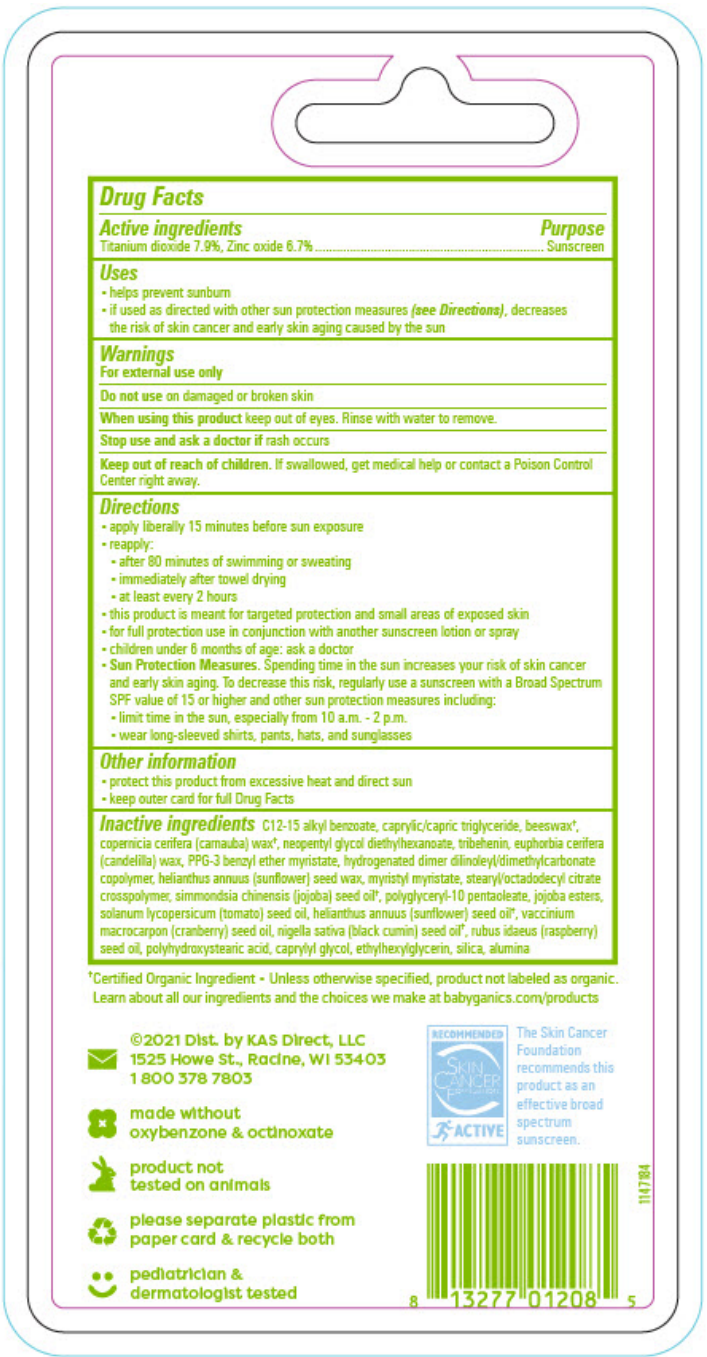 Drug Facts
Active ingredients Purpose
Titanium dioxide 7.9%, Zinc oxide 6.7%.................................................................. Sunscreen
Uses
• helps prevent sunburn
• if used as directed with other sun protection measures (see Directions), decreases
the risk of skin cancer and early skin aging caused by the sun
Warnings
For external use only
Do not use on damaged or broken skin
When using this product keep out of eyes. Rinse with water to remove.
Stop use and ask a doctor if rash occurs
Keep out of reach of children. If swallowed, get medical help or contact a Poison Control
Center right away.
Directions
• apply liberally 15 minutes before sun exposure
• reapply:
• after 80 minutes of swimming or sweating
• immediately after towel drying
• at least every 2 hours
• this product is meant for targeted protection and small areas of exposed skin
• for full protection use in conjunction with another sunscreen lotion or spray
• children under 6 months of age: ask a doctor
• Sun Protection Measures. Spending time in the sun increases your risk of skin cancer
and early skin aging. To decrease this risk, regularly use a sunscreen with a Broad Spectrum
SPF value of 15 or higher and other sun protection measures including:
• limit time in the sun, especially from 10 a.m. - 2 p.m.
• wear long-sleeved shirts, pants, hats, and sunglasses
Other information
• protect this product from excessive heat and direct sun
• keep outer card for full Drug Facts
Inactive ingredients C12-15 alkyl benzoate, caprylic/capric triglyceride, beeswax†,
copernicia cerifera (carnauba) wax†, neopentyl glycol diethylhexanoate, tribehenin, euphorbia cerifera
(candelilla) wax, PPG-3 benzyl ether myristate, hydrogenated dimer dilinoleyl/dimethylcarbonate
copolymer, helianthus annuus (sunflower) seed wax, myristyl myristate, stearyl/octadodecyl citrate
crosspolymer, simmondsia chinensis (jojoba) seed oil†, polyglyceryl-10 pentaoleate, jojoba esters,
solanum lycopersicum (tomato) seed oil, helianthus annuus (sunflower) seed oil†, vaccinium
macrocarpon (cranberry) seed oil, nigella sativa (black cumin) seed oil†, rubus idaeus (raspberry)
seed oil, polyhydroxystearic acid, caprylyl glycol, ethylhexylglycerin, silica, alumina
†Certified Organic Ingredient • Unless otherwise specified, product not labeled as organic.
Learn about all our ingredients and the choices we make at babyganics.com/products
©2021 Dist. by KAS Direct, LLC
1525 Howe St., Racine, WI 53403
1 800 378 7803
made without
oxybenzone & octinoxate
product not
tested on animals
please separate plastic from
paper card & recycle both
pediatrician &
dermatologist tested
RECOMMENDED
SKIN
CANCER
FOUNDATION
ACTIVE
The Skin Cancer
Foundation
recommends this
product as an
effective broad
spectrum
sunscreen.
1147184
8 13277 01208 5